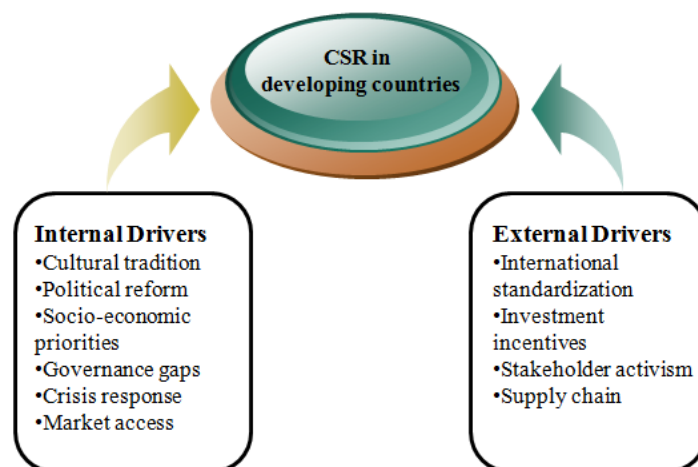 CSR in
developing countries
Internal Drivers
•Cultural tradition
•Political reform
•Socio-economic
priorities
•Governance gaps
•Crisis response
•Market access
External Drivers
•International
standardization
•Investment
incentives
•Stakeholder activism
•Supply chain